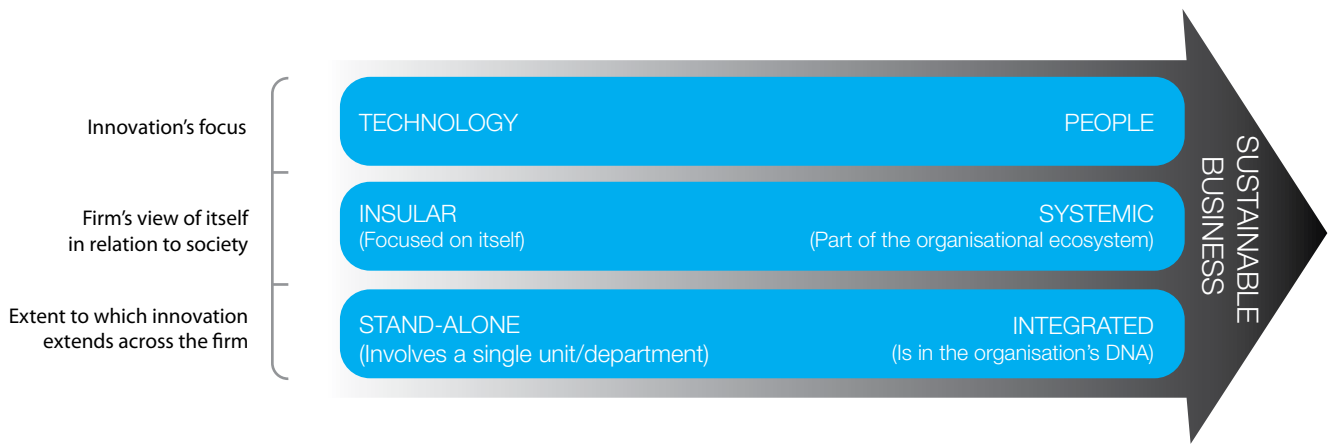 Innovation's focus
TECHNOLOGY
PEOPLE
Firm's view of itself
in relation to society
INSULAR
(Focused on itself)
SYSTEMIC
(Part of the organisational ecosystem)
Extent to which innovation
extends across the firm
STAND-ALONE
(Involves a single unit/department)
INTEGRATED
(Is in the organisation's DNA)
SUSTAINABLE
BUSINESS